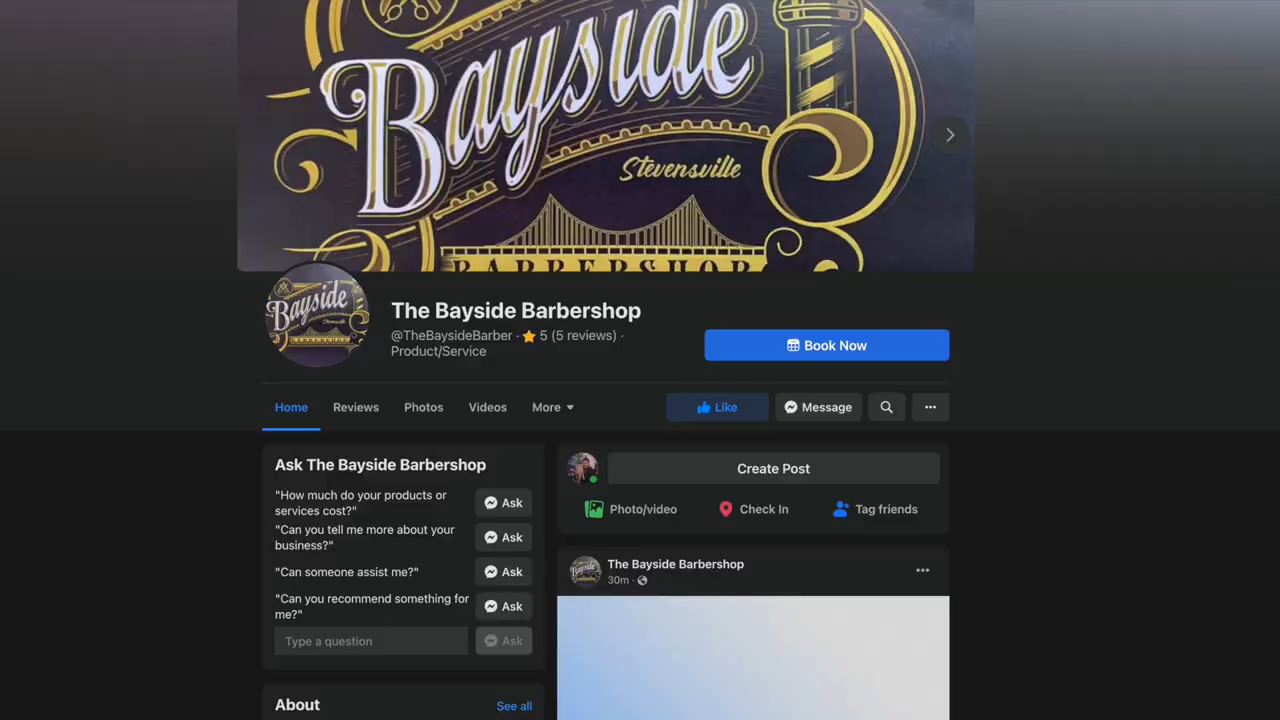 Bayside
Stevensville
BARBERSHOP
Bayside
Stevensville
The Bayside Barbershop
@TheBaysideBarber · 5 (5 reviews) ·
Product/Service
Book Now
Home
Reviews
Photos
Videos
More
Like
Message
Ask The Bayside Barbershop
"How much do your products or
services cost?"
Ask
"Can you tell me more about your
business?"
Ask
"Can someone assist me?"
Ask
"Can you recommend something for
me?"
Ask
Type a question
Ask
About
See all
Create Post
Photo/video
Check In
Tag friends
Bayside
The Bayside Barbershop
30m ·